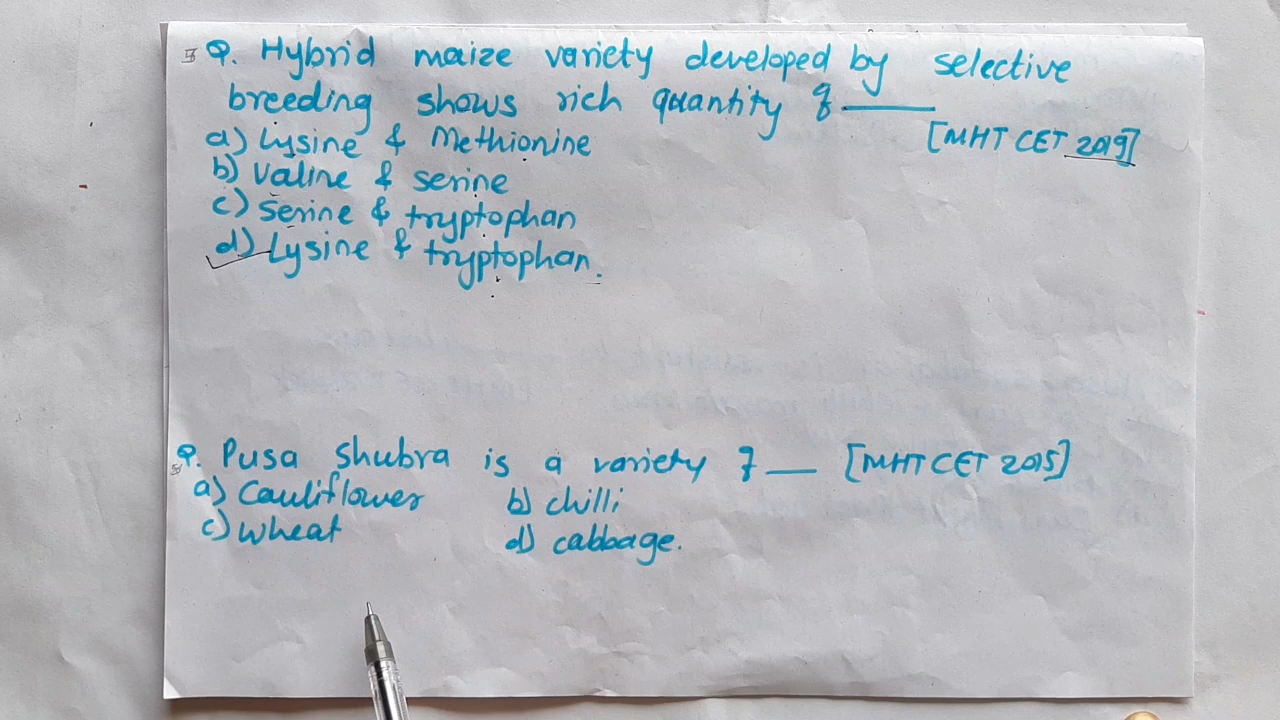 Q. Hybrid maize variety developed by selective
breeding shows rich quantity of ____
[MHT CET 2019]
a) Lysine & Methionine
b) Valine & serine
c) Serine & tryptophan
d) Lysine & tryptophan.
Q. Pusa Shubra is a variety of __ [MHT CET 2015]
a) Cauliflower b) chilli
c) Wheat d) cabbage.